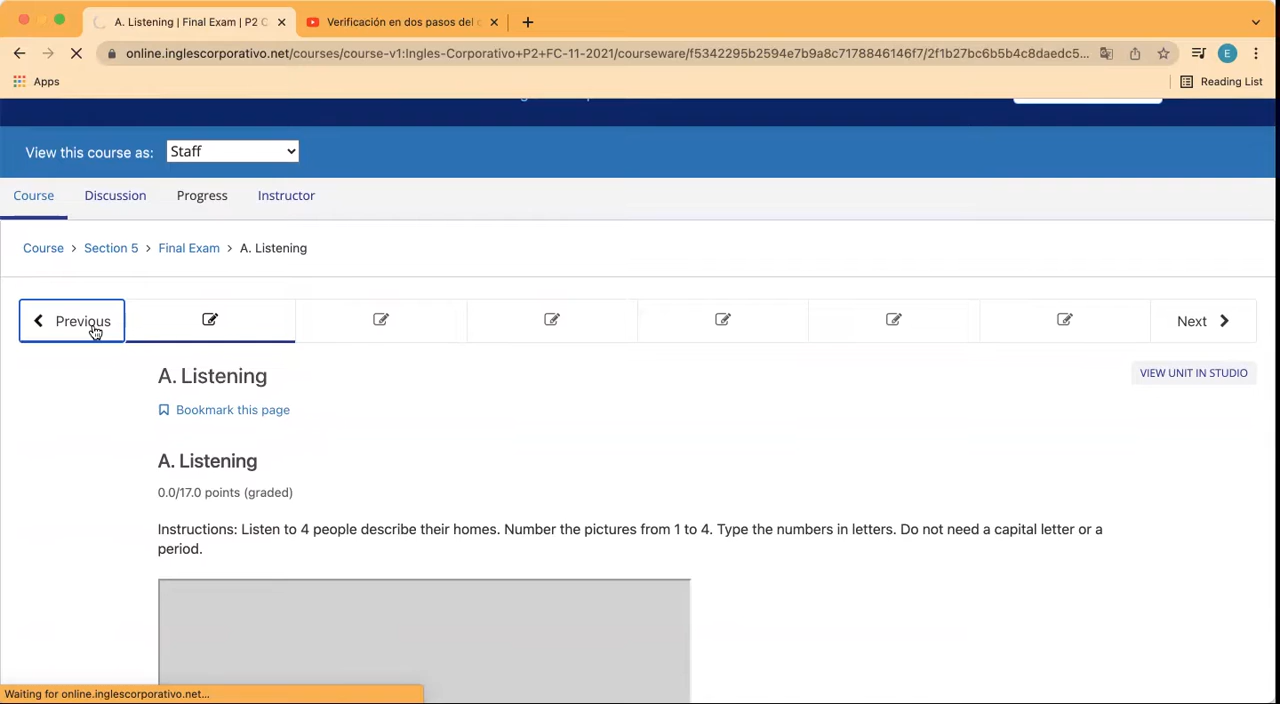 A. Listening | Final Exam | P2 C
Verificación en dos pasos del c
online.inglescorporativo.net/courses/course-v1:Ingles-Corporativo+P2+FC-11-2021/courseware/f5342295b2594e7b9a8c7178846146f7/2f1b27bc6b5b4c8daedc5...
E
Apps
Reading List
View this course as:
Staff
Course
Discussion
Progress
Instructor
Course > Section 5 > Final Exam > A. Listening
Previous
Next
A. Listening
VIEW UNIT IN STUDIO
Bookmark this page
A. Listening
0.0/17.0 points (graded)
Instructions: Listen to 4 people describe their homes. Number the pictures from 1 to 4. Type the numbers in letters. Do not need a capital letter or a
period.
Waiting for online.inglescorporativo.net...